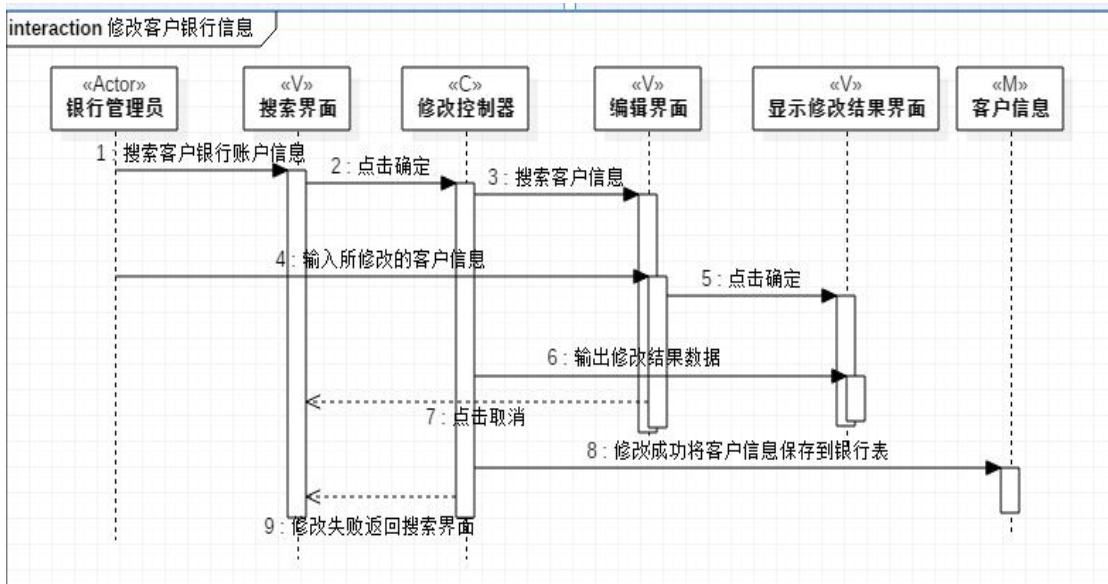 interaction 修改客户银行信息
«Actor»
银行管理员
«V»
搜索界面
«C»
修改控制器
«V»
编辑界面
«V»
显示修改结果界面
«M»
客户信息
1 : 搜索客户银行账户信息
2 : 点击确定
3 : 搜索客户信息
4 : 输入所修改的客户信息
5 : 点击确定
6 : 输出修改结果数据
7 : 点击取消
8 : 修改成功将客户信息保存到银行表
9 : 修改失败返回搜索界面